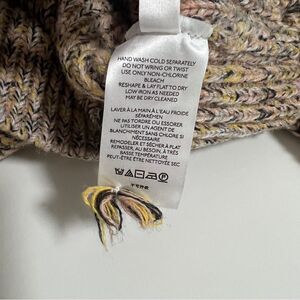 HAND WASH COLD SEPARATELY
DO NOT WRING OR TWIST
USE ONLY NON-CHLORINE
BLEACH
RESHAPE & LAY FLAT TO DRY
LOW IRON AS NEEDED
MAY BE DRY CLEANED
LAVER À LA MAIN À L'EAU FROIDE
SÉPARÉMEN
NE PAS TORDRE OU ESSORER
UTILISER UN AGENT DE
BLANCHIMENT SANS CHLORE SI
NÉCESSAIRE
REMODELER ET SÉCHER À PLAT
REPASSER, AU BESOIN, À TRÈS
BASSE TEMPÉRATURE
PEUT-ÊTRE ÊTRE NETTOYÉE SEC